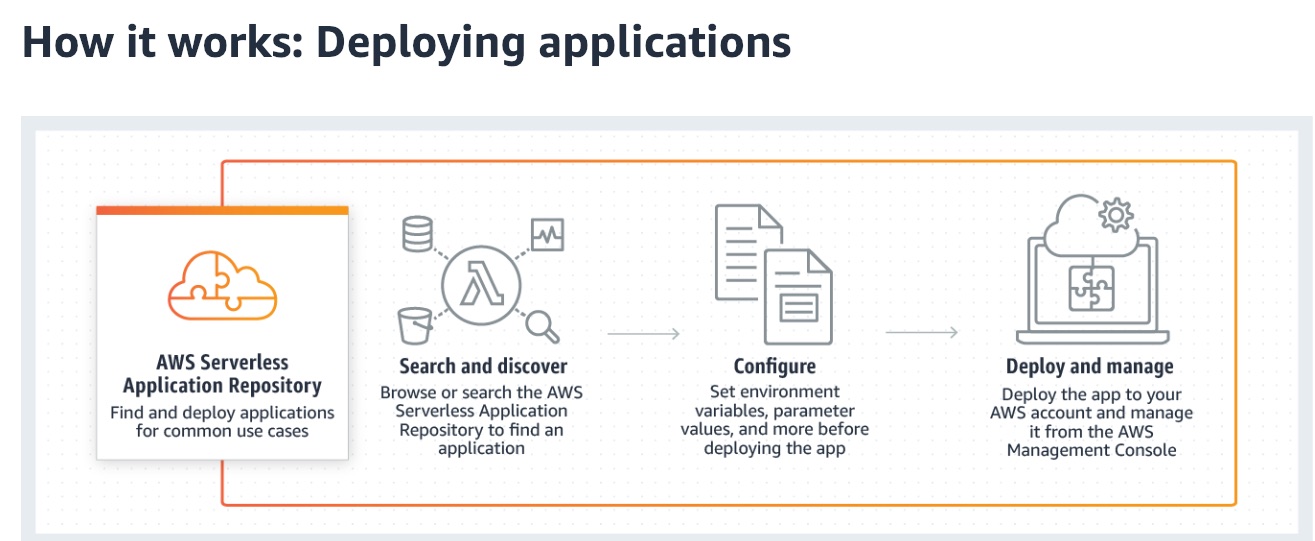 How it works: Deploying applications
AWS Serverless
Application Repository
Find and deploy applications
for common use cases
Search and discover
Browse or search the AWS
Serverless Application
Repository to find an
application
Configure
Set environment
variables, parameter
values, and more before
deploying the app
Deploy and manage
Deploy the app to your
AWS account and manage
it from the AWS
Management Console